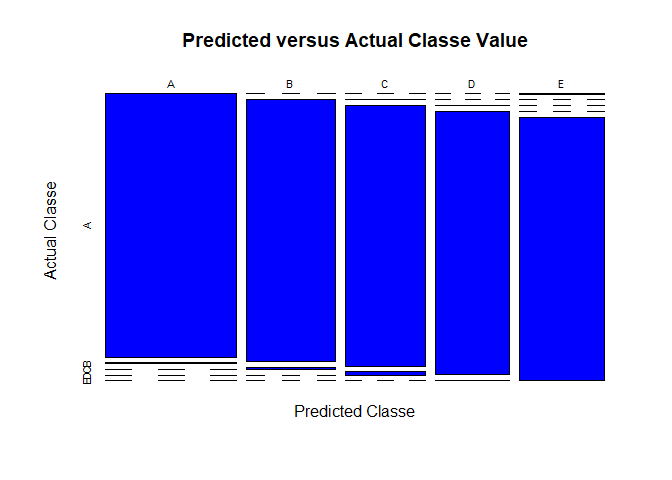 Predicted versus Actual Classe Value
A B C D E
Actual Classe
A
EDCB
Predicted Classe